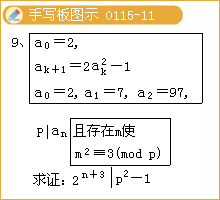 手写板图示 0115-11
9、 a₀=2,
aₖ₊₁=2aₖ²-1
a₀=2, a₁=7, a₂=97,
p|aₙ 且存在m使
m²≡3(mod p)
求证: 2ⁿ⁺³|p²-1